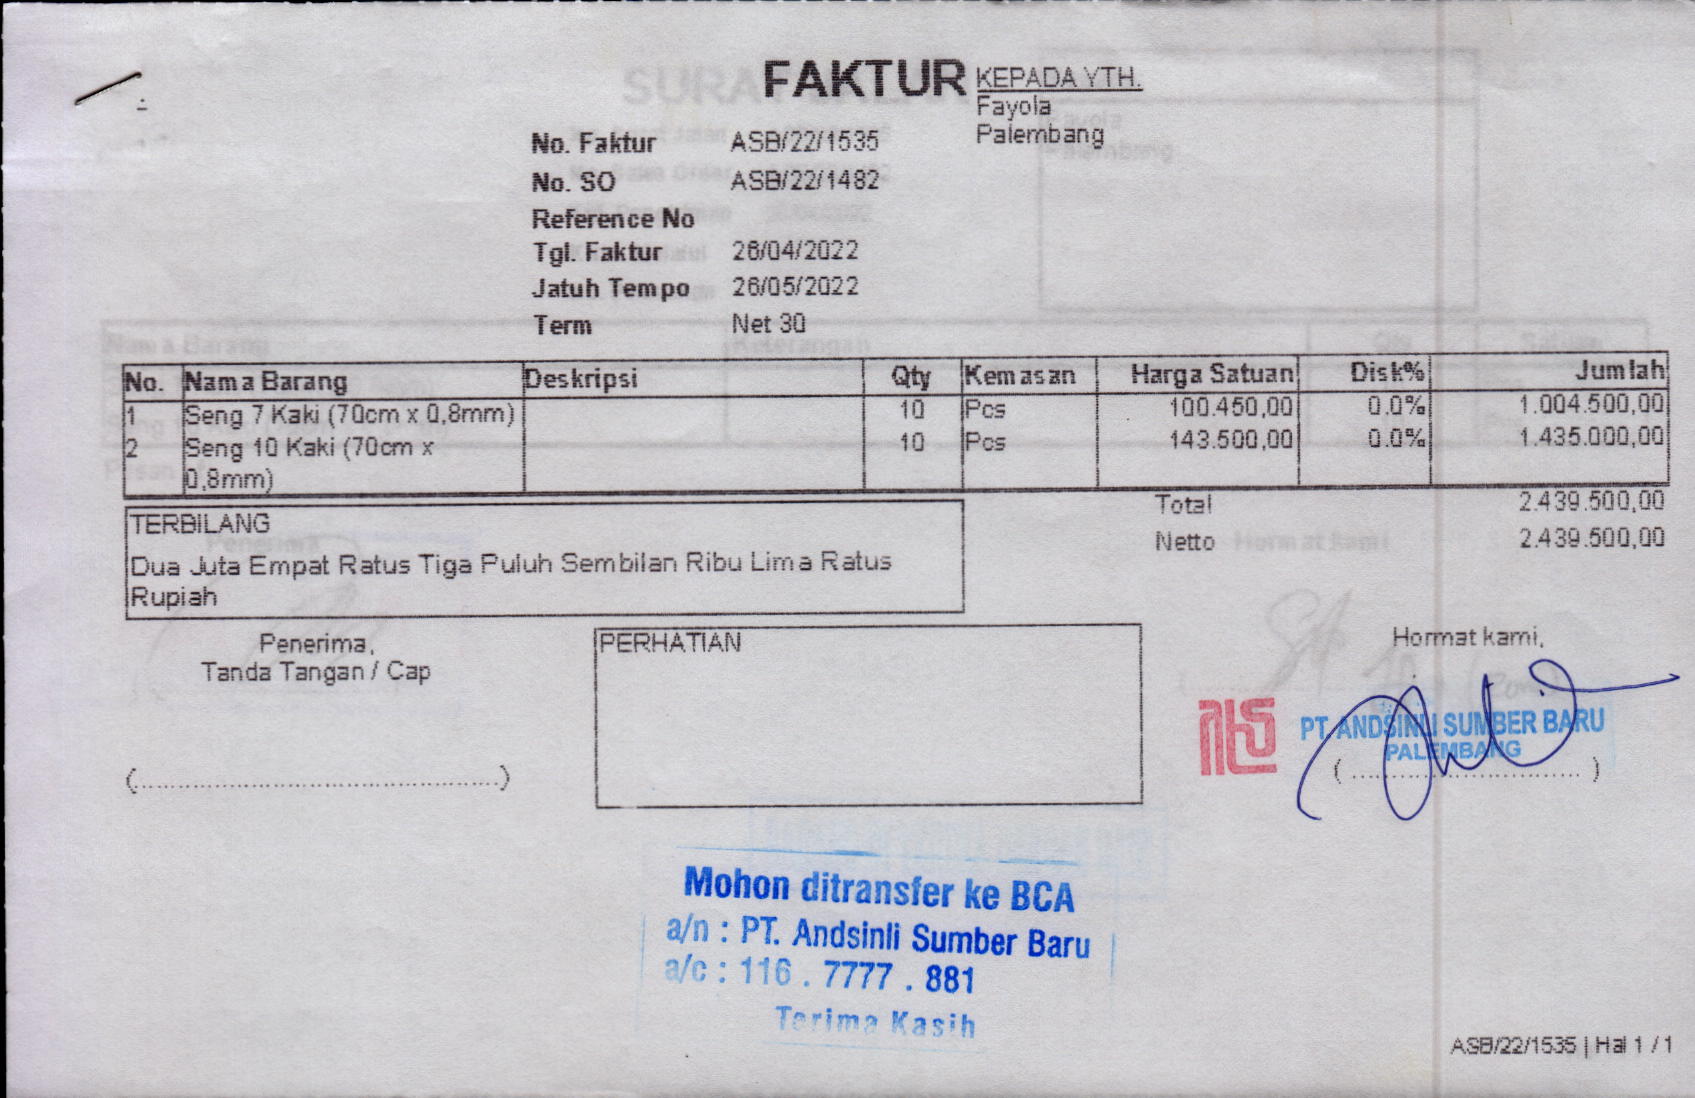 FAKTUR
KEPADA YTH.
Fayola
Palembang
No. Faktur ASB/22/1535
No. SO ASB/22/1482
Reference No
Tgl. Faktur 26/04/2022
Jatuh Tempo 26/05/2022
Term Net 30
No. Nama Barang Deskripsi Qty Kemasan Harga Satuan Disk% Jumlah
1 Seng 7 Kaki (70cm x 0,8mm) 10 Pcs 100.450,00 0.0% 1.004.500,00
2 Seng 10 Kaki (70cm x 10 Pcs 143.500,00 0.0% 1.435.000,00
0,8mm)
Total 2.439.500,00
Netto 2.439.500,00
TERBILANG
Dua Juta Empat Ratus Tiga Puluh Sembilan Ribu Lima Ratus
Rupiah
Penerima,
Tanda Tangan / Cap
(..............................................)
PERHATIAN
Hormat kami,
PT. ANDSINLI SUMBER BARU
PALEMBANG
( ............................. )
Mohon ditransfer ke BCA
a/n : PT. Andsinli Sumber Baru
a/c : 116 . 7777 . 881
Terima Kasih
ASB/22/1535 | Hal 1 / 1